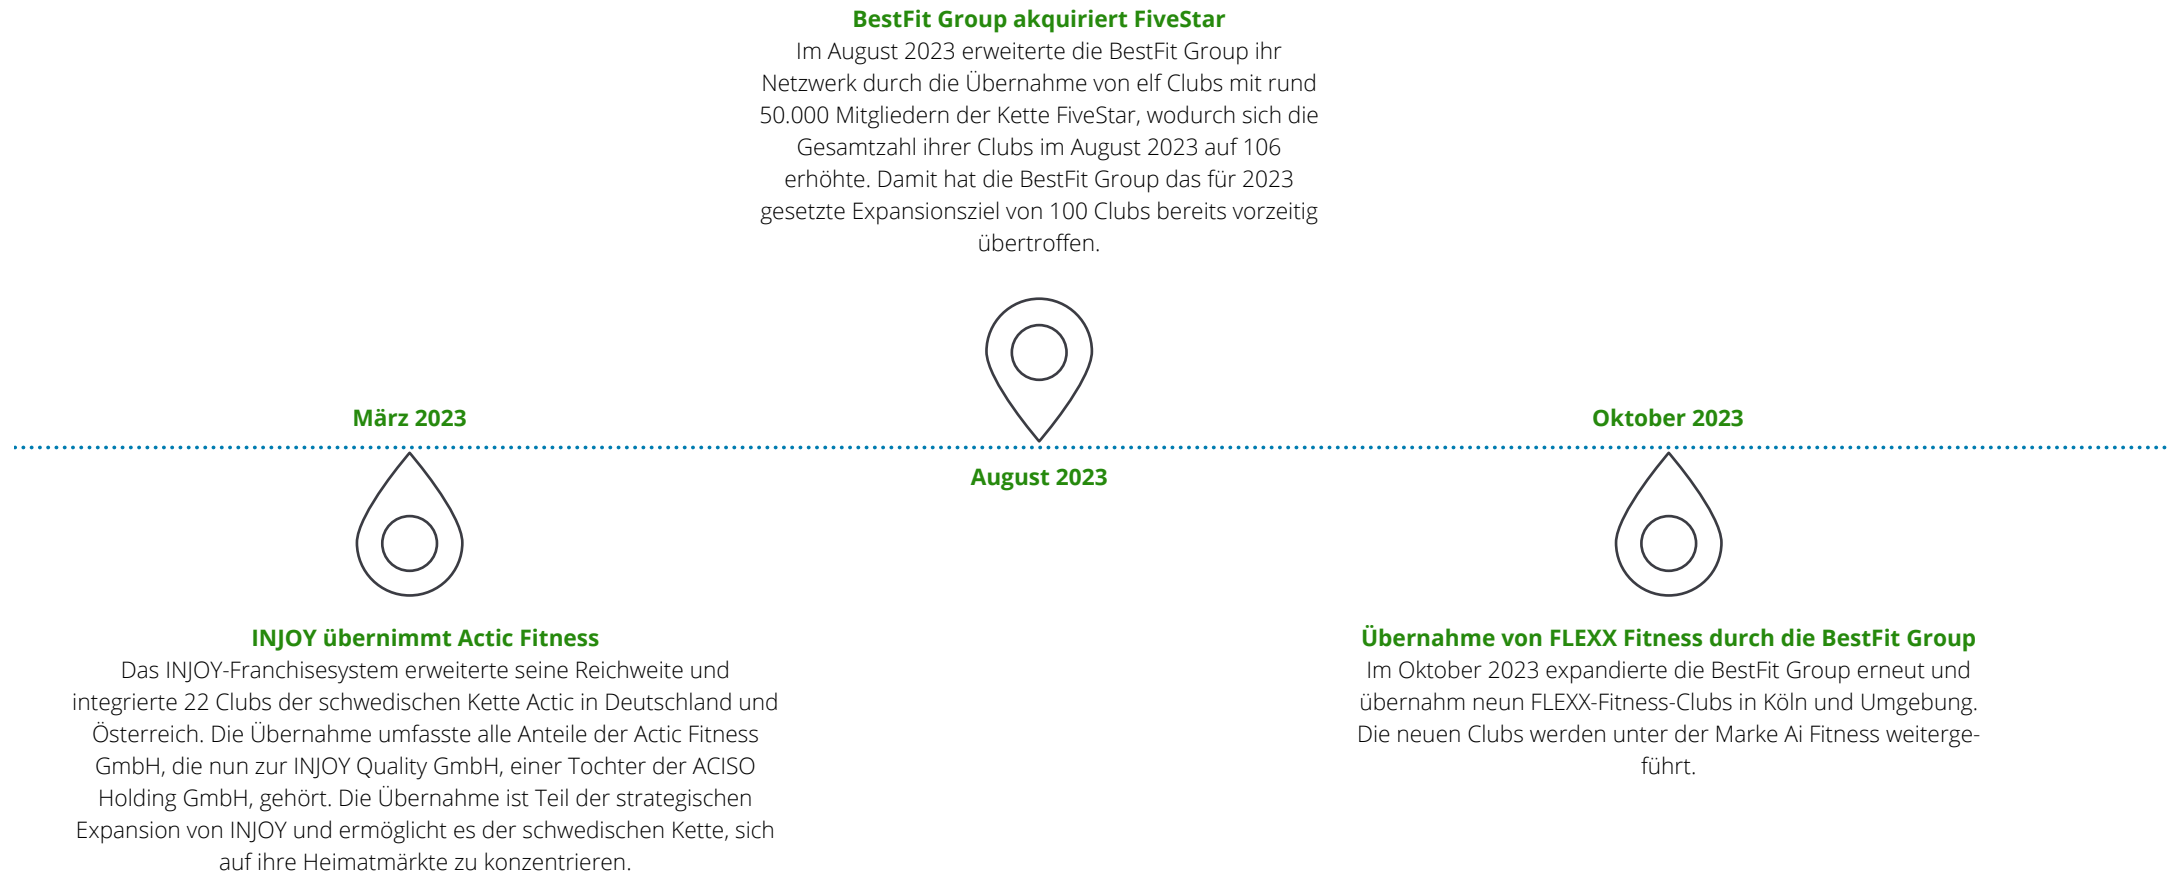 BestFit Group akquiriert FiveStar
Im August 2023 erweiterte die BestFit Group ihr
Netzwerk durch die Übernahme von elf Clubs mit rund
50.000 Mitgliedern der Kette FiveStar, wodurch sich die
Gesamtzahl ihrer Clubs im August 2023 auf 106
erhöhte. Damit hat die BestFit Group das für 2023
gesetzte Expansionsziel von 100 Clubs bereits vorzeitig
übertroffen.
März 2023
August 2023
Oktober 2023
INJOY übernimmt Actic Fitness
Das INJOY-Franchisesystem erweiterte seine Reichweite und
integrierte 22 Clubs der schwedischen Kette Actic in Deutschland und
Österreich. Die Übernahme umfasste alle Anteile der Actic Fitness
GmbH, die nun zur INJOY Quality GmbH, einer Tochter der ACISO
Holding GmbH, gehört. Die Übernahme ist Teil der strategischen
Expansion von INJOY und ermöglicht es der schwedischen Kette, sich
auf ihre Heimatmärkte zu konzentrieren.
Übernahme von FLEXX Fitness durch die BestFit Group
Im Oktober 2023 expandierte die BestFit Group erneut und
übernahm neun FLEXX-Fitness-Clubs in Köln und Umgebung.
Die neuen Clubs werden unter der Marke Ai Fitness weiterge-
führt.